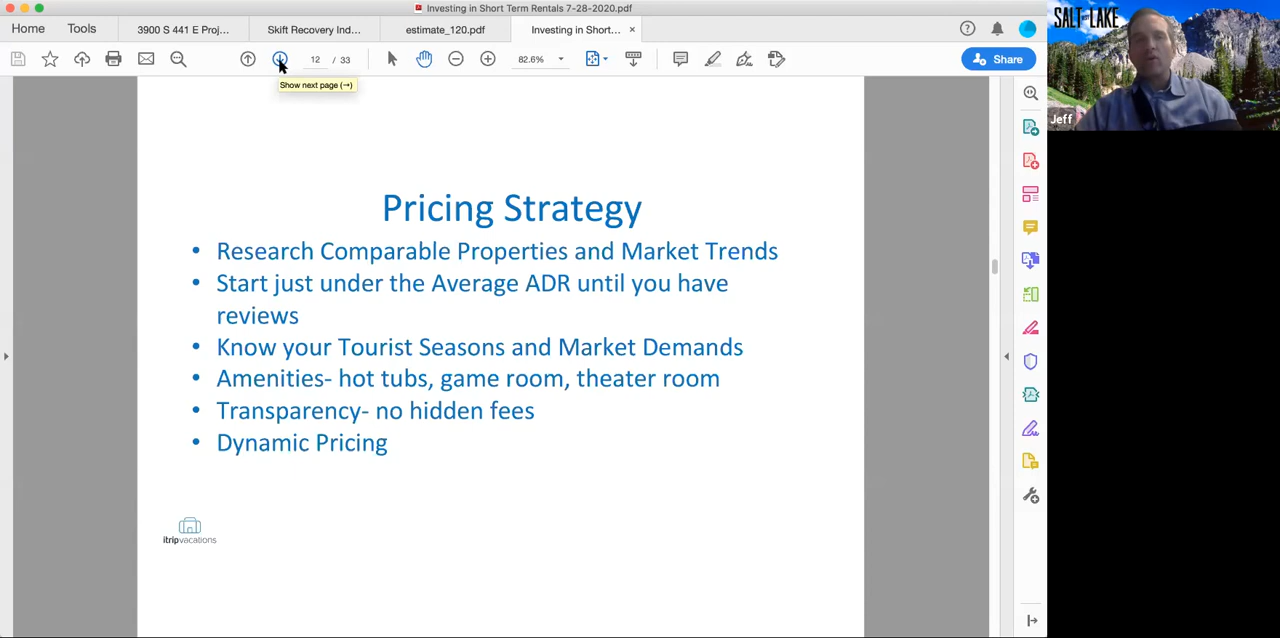 Investing in Short Term Rentals 7-28-2020.pdf
Home
Tools
3900 S 441 E Proj...
Skift Recovery Ind...
estimate_120.pdf
Investing in Short...
12 / 33
82.6%
Share
Show next page (→)
SALT LAKE
Jeff
Pricing Strategy
• Research Comparable Properties and Market Trends
• Start just under the Average ADR until you have
reviews
• Know your Tourist Seasons and Market Demands
• Amenities- hot tubs, game room, theater room
• Transparency- no hidden fees
• Dynamic Pricing
itripvacations